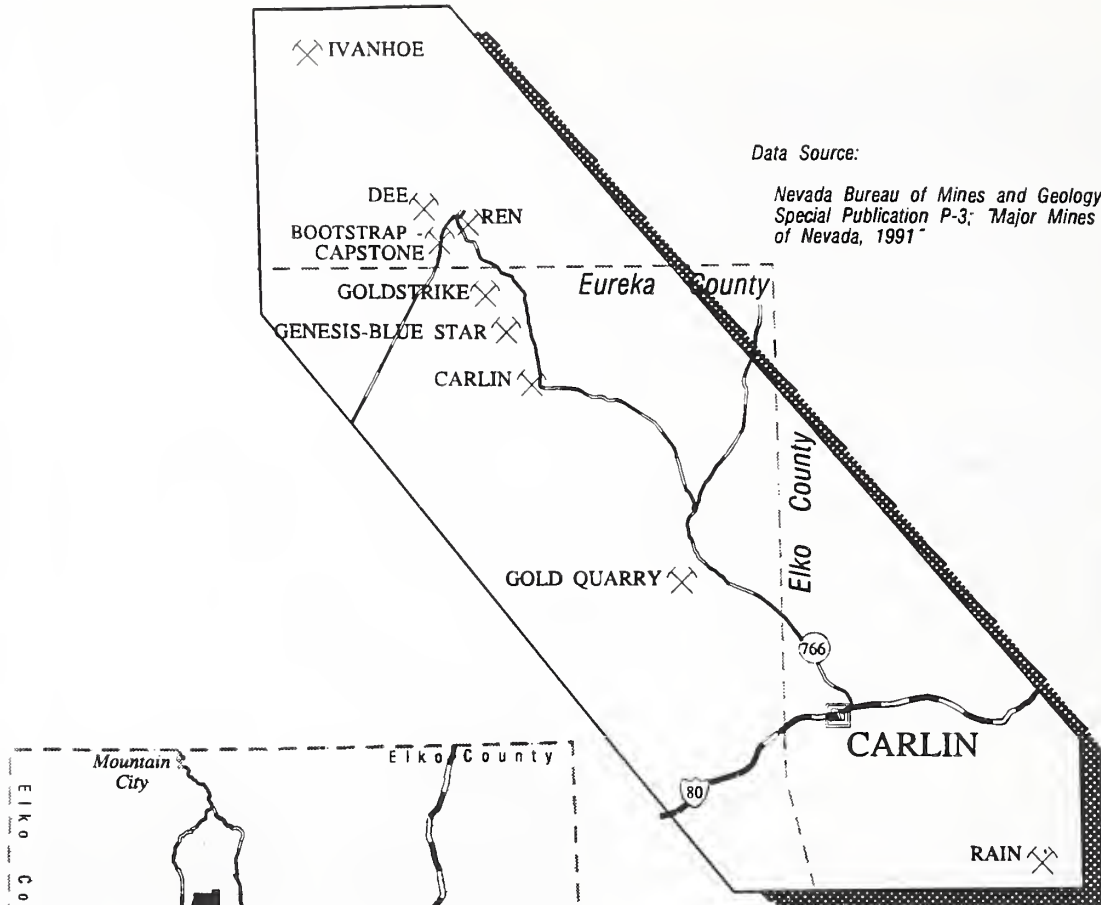 IVANHOE
Data Source:
Nevada Bureau of Mines and Geology
Special Publication P-3; "Major Mines
of Nevada, 1991"
DEE
REN
BOOTSTRAP -
CAPSTONE
Eureka County
GOLDSTRIKE
GENESIS-BLUE STAR
CARLIN
Elko County
GOLD QUARRY
766
CARLIN
80
RAIN
Mountain
City
Elko County
Elko Co